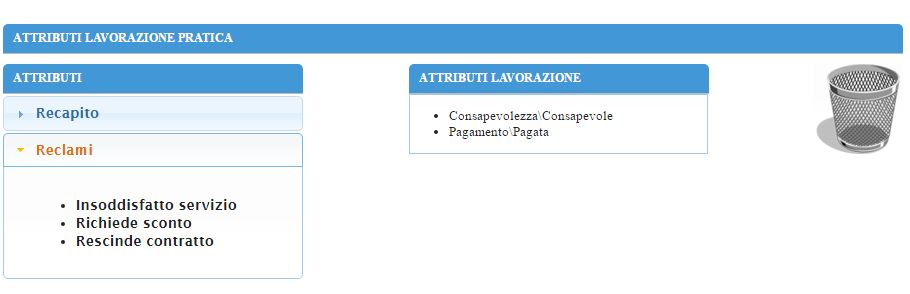 ATTRIBUTI LAVORAZIONE PRATICA
ATTRIBUTI
Recapito
Reclami
Insoddisfatto servizio
Richiede sconto
Rescinde contratto
ATTRIBUTI LAVORAZIONE
Consapevolezza\Consapevole
Pagamento\Pagata